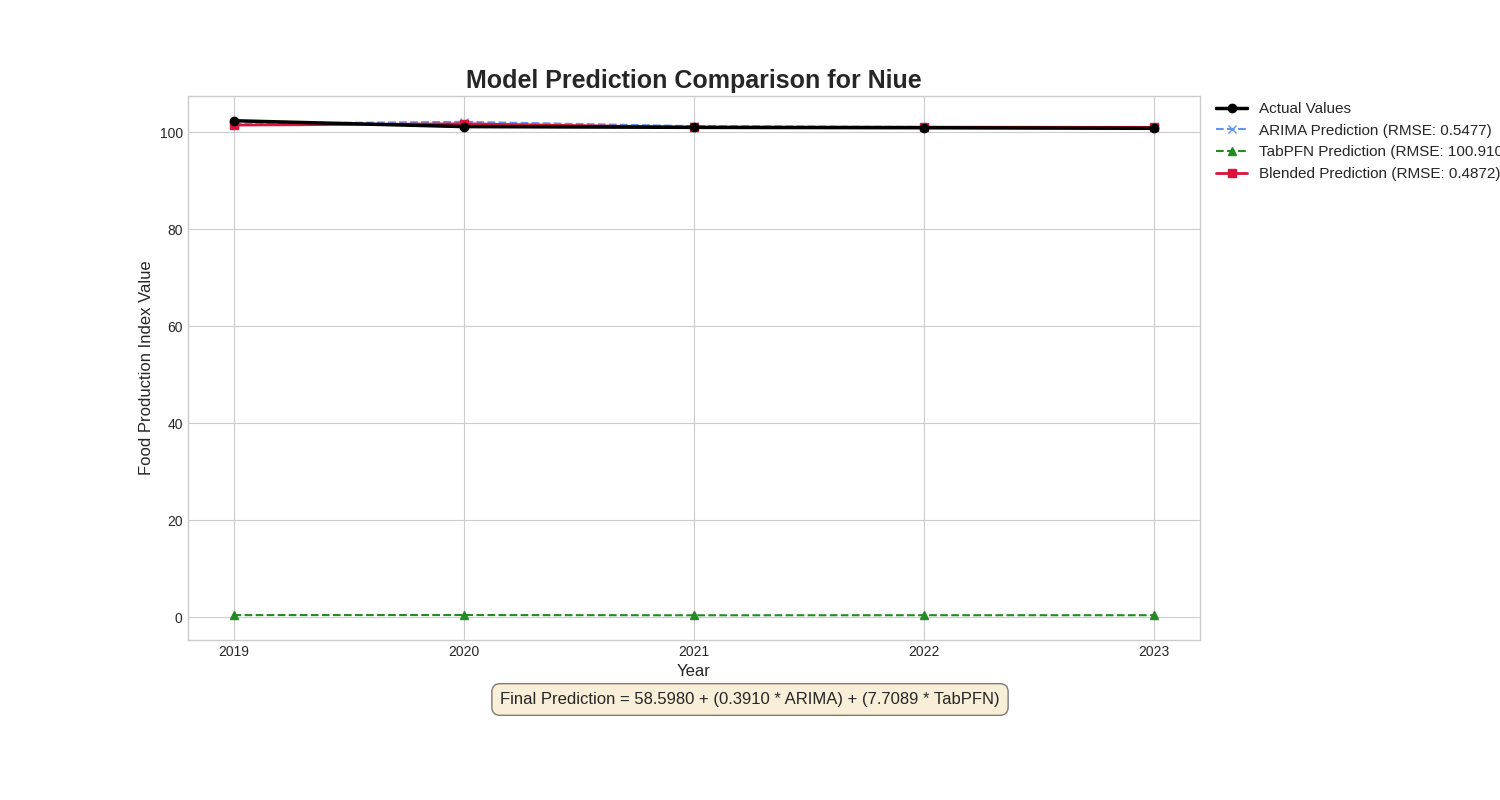 Model Prediction Comparison for Niue
Actual Values
ARIMA Prediction (RMSE: 0.5477)
TabPFN Prediction (RMSE: 100.910
Blended Prediction (RMSE: 0.4872)
Food Production Index Value
100
80
60
40
20
0
2019 2020 2021 2022 2023
Year
Final Prediction = 58.5980 + (0.3910 * ARIMA) + (7.7089 * TabPFN)